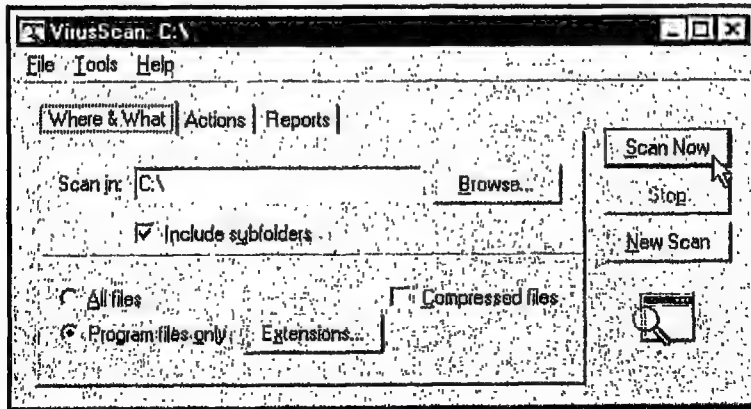 VirusScan: C:\
File Tools Help
Where & What Actions Reports
Scan in: C:\ Browse...
Include subfolders
All files
Program files only Extensions...
Compressed files
Scan Now
Stop
New Scan